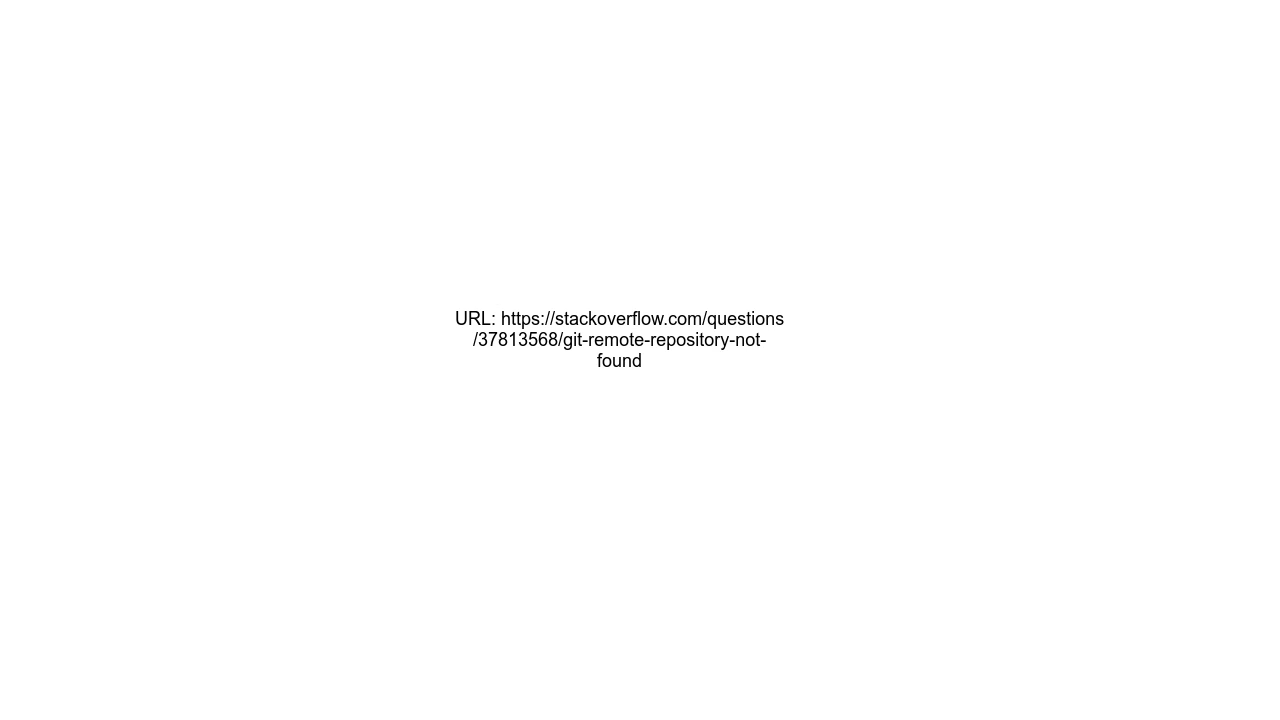 URL: https://stackoverflow.com/questions
/37813568/git-remote-repository-not-
found